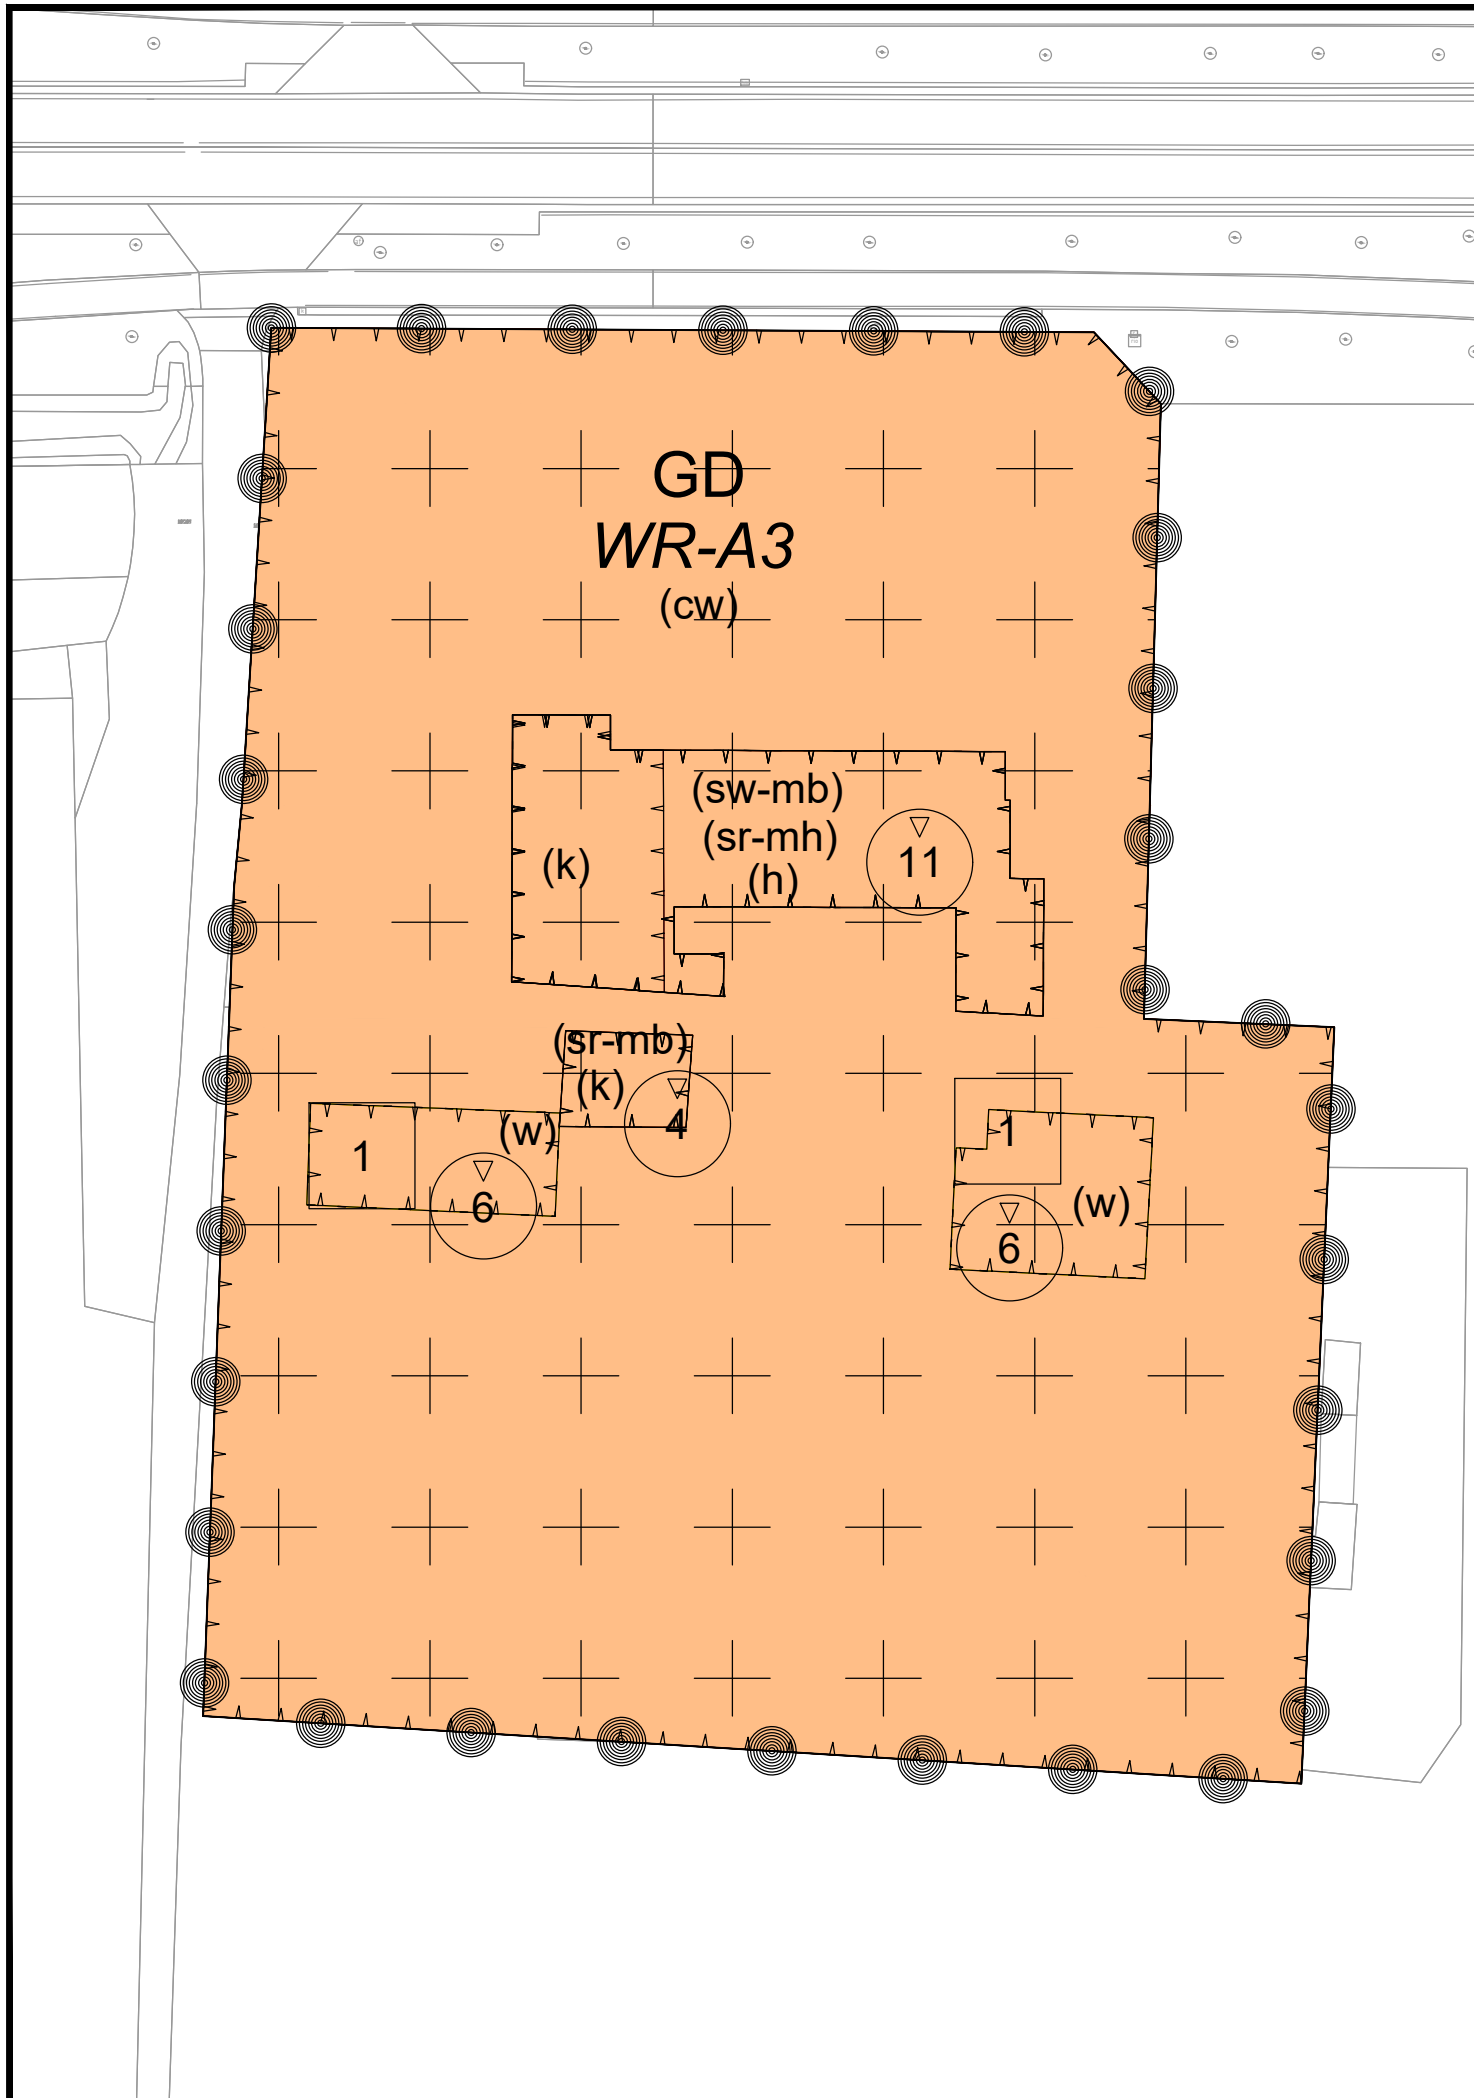 GD
WR-A3
(cw)
(sw-mb)
(sr-mh)
(h)
11
(k)
(sr-mb)
(k)
4
(w)
1
6
1
(w)
6